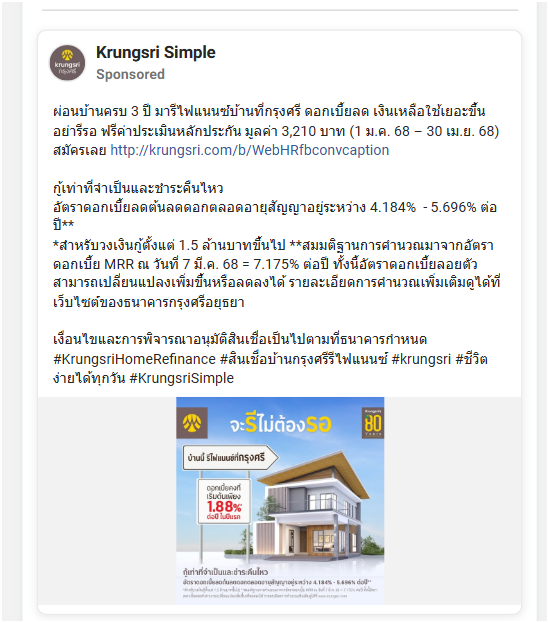 Krungsri Simple
Sponsored
krungsri
กรุงศรี
ผ่อนบ้านครบ 3 ปี มารีไฟแนนซ์บ้านที่กรุงศรี ดอกเบี้ยลด เงินเหลือใช้เยอะขึ้น
อย่ารีรอ ฟรีค่าประเมินหลักประกัน มูลค่า 3,210 บาท (1 ม.ค. 68 – 30 เม.ย. 68)
สมัครเลย http://krungsri.com/b/WebHRfbconvcaption
กู้เท่าที่จำเป็นและชำระคืนไหว
อัตราดอกเบี้ยลดต้นลดดอกตลอดอายุสัญญาอยู่ระหว่าง 4.184% - 5.696% ต่อ
ปี**
*สำหรับวงเงินกู้ตั้งแต่ 1.5 ล้านบาทขึ้นไป **สมมติฐานการคำนวณมาจากอัตรา
ดอกเบี้ย MRR ณ วันที่ 7 มี.ค. 68 = 7.175% ต่อปี ทั้งนี้อัตราดอกเบี้ยลอยตัว
สามารถเปลี่ยนแปลงเพิ่มขึ้นหรือลดลงได้ รายละเอียดการคำนวณเพิ่มเติมดูได้ที่
เว็บไซต์ของธนาคารกรุงศรีอยุธยา
เงื่อนไขและการพิจารณาอนุมัติสินเชื่อเป็นไปตามที่ธนาคารกำหนด
#KrungsriHomeRefinance #สินเชื่อบ้านกรุงศรีรีไฟแนนซ์ #krungsri #ชีวิต
ง่ายได้ทุกวัน #KrungsriSimple
จะรีไม่ต้องรอ
80
บ้านนี้ รีไฟแนนซ์ที่กรุงศรี
ดอกเบี้ยคงที่
เริ่มต้นเพียง
1.88%*
ต่อปี ในปีแรก
กู้เท่าที่จำเป็นและชำระคืนไหว
อัตราดอกเบี้ยลดต้นลดดอกตลอดอายุสัญญาอยู่ระหว่าง 4.184% - 5.696% ต่อปี**